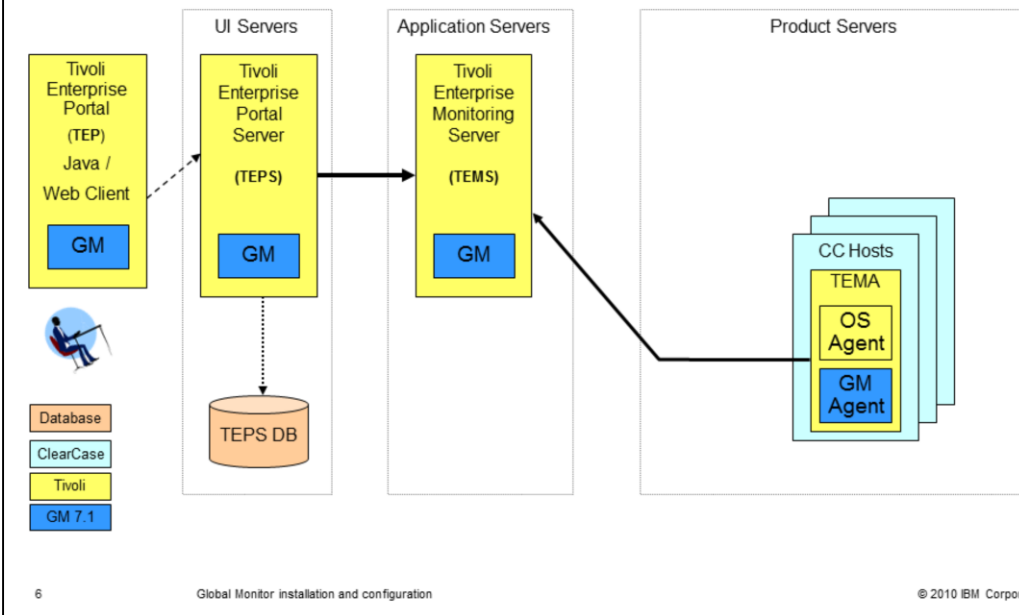 UI Servers
Application Servers
Product Servers
Tivoli
Enterprise
Portal
(TEP)
Java /
Web Client
GM
Tivoli
Enterprise
Portal
Server
(TEPS)
GM
Tivoli
Enterprise
Monitoring
Server
(TEMS)
GM
CC Hosts
TEMA
OS
Agent
GM
Agent
TEPS DB
Database
ClearCase
Tivoli
GM 7.1
6
Global Monitor installation and configuration
© 2010 IBM Corpor